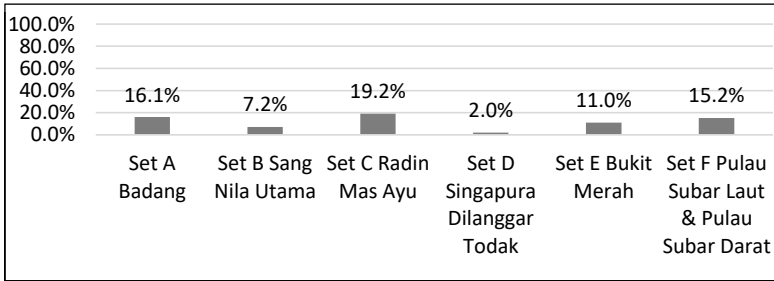 100.0%
80.0%
60.0%
40.0%
20.0%
0.0%
16.1%
7.2%
19.2%
2.0%
11.0%
15.2%
Set A
Badang
Set B Sang
Nila Utama
Set C Radin
Mas Ayu
Set D
Singapura
Dilanggar
Todak
Set E Bukit
Merah
Set F Pulau
Subar Laut
& Pulau
Subar Darat